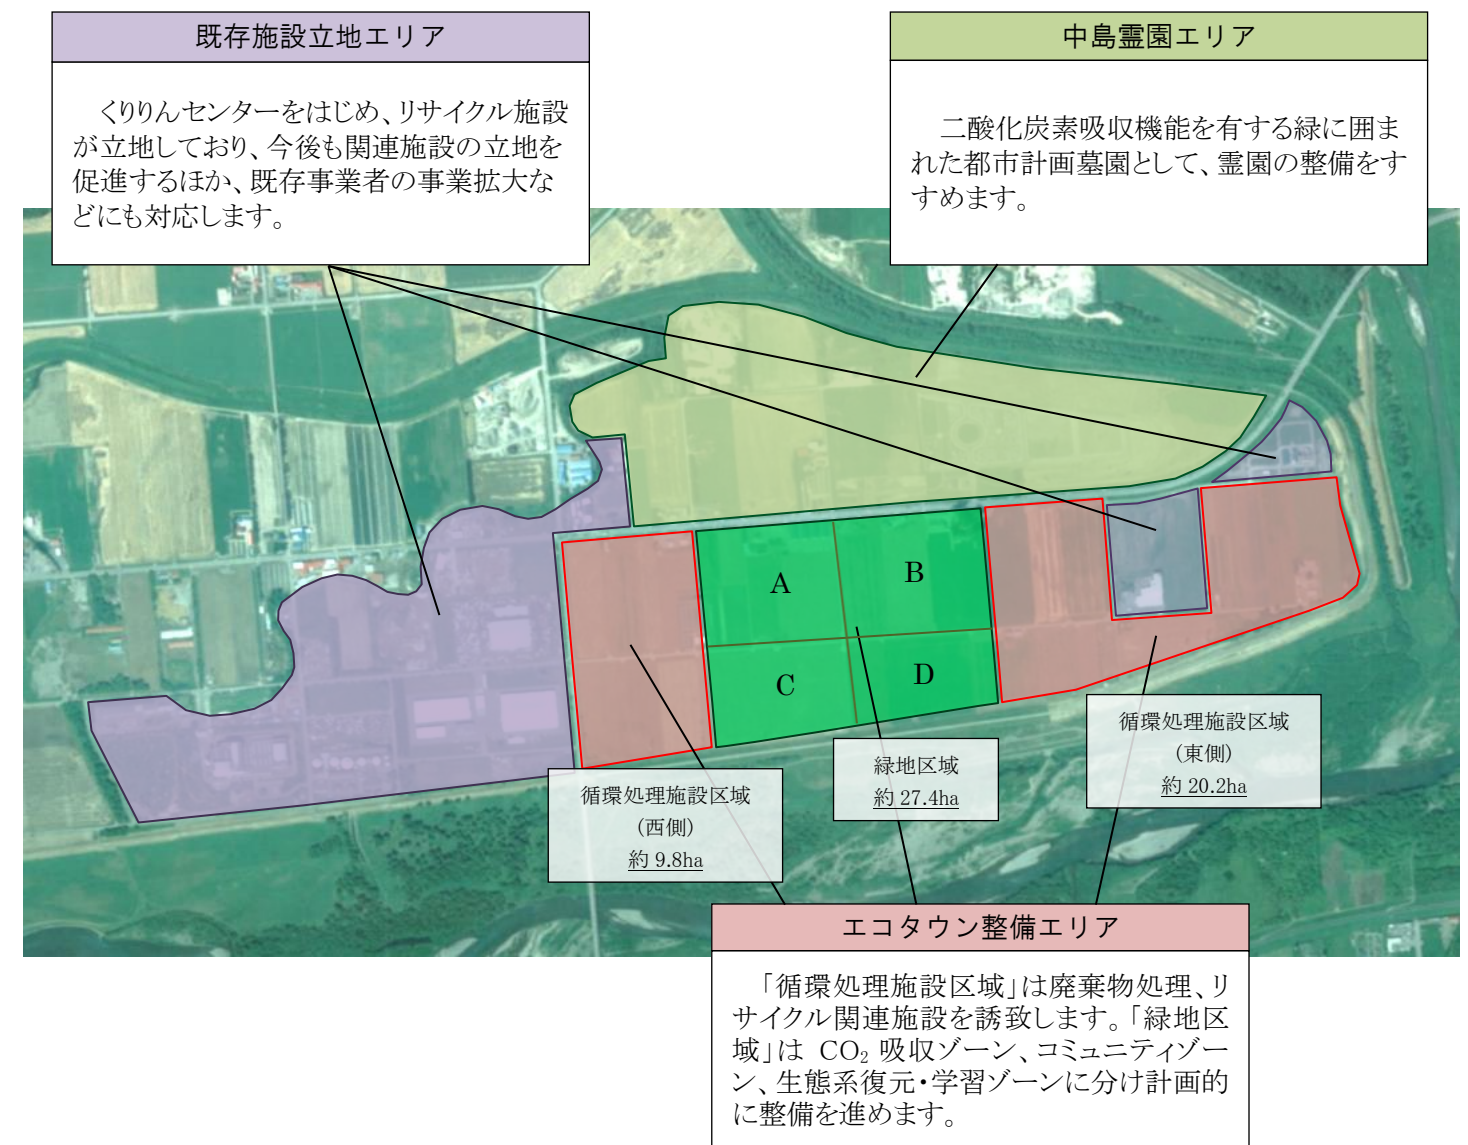 既存施設立地エリア
くりりんセンターをはじめ、リサイクル施設
が立地しており、今後も関連施設の立地を
促進するほか、既存事業者の事業拡大な
どにも対応します。
中島霊園エリア
二酸化炭素吸収機能を有する緑に囲ま
れた都市計画墓園として、霊園の整備をす
すめます。
A
B
C
D
循環処理施設区域
(西側)
約 9.8ha
緑地区域
約 27.4ha
循環処理施設区域
(東側)
約 20.2ha
エコタウン整備エリア
「循環処理施設区域」は廃棄物処理、リ
サイクル関連施設を誘致します。「緑地区
域」は CO₂ 吸収ゾーン、コミュニティゾー
ン、生態系復元・学習ゾーンに分け計画的
に整備を進めます。